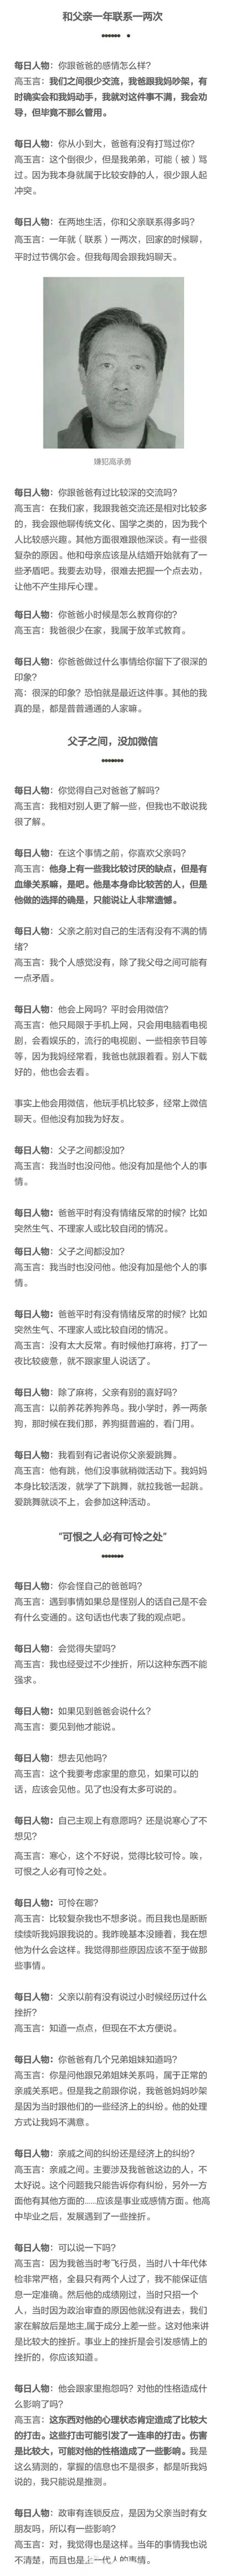 和父亲一年联系一两次
每日人物：你跟爸爸的感情怎么样？
高玉言：我们之间很少交流，我爸跟我妈吵架，有
时确实会和我妈动手，我就对这件事不满，我会劝
导，但毕竟不那么管用。
每日人物：你从小到大，爸爸有没有打骂过你？
高玉言：这个倒很少，但是我弟弟，可能（被）骂
过。因为我本身就属于比较安静的人，很少跟人起
冲突。
每日人物：在两地生活，你和父亲联系得多吗？
高玉言：一年就（联系）一两次，回家的时候聊，
平时过节偶尔会。但我每周会跟我妈聊天。
嫌犯高承勇
每日人物：你跟爸爸有过比较深的交流吗？
高玉言：在我们家，我跟我爸交流还是相对比较多
的，我会跟他聊传统文化、国学之类的，因为我个
人比较感兴趣。其他方面很难跟他深谈。有一些很
复杂的原因。他和母亲应该是从结婚开始就有了一
些矛盾吧。我要去劝导，很难去把握一个点去劝，
让他不产生排斥心理。
每日人物：你爸爸小时候是怎么教育你的？
高玉言：我爸很少在家，我属于放羊式教育。
每日人物：你爸爸做过什么事情给你留下了很深的
印象？
高：很深的印象？恐怕就是最近这件事。其他的我
真的是，都是普普通通的人家嘛。
父子之间，没加微信
每日人物：你觉得自己对爸爸了解吗？
高玉言：我相对别人更了解一些，但我也不敢说我
很了解。
每日人物：在这个事情之前，你喜欢父亲吗？
高玉言：他身上有一些我比较讨厌的缺点，但是有
血缘关系嘛，是吧。他是本身命比较苦的人，但是
他做的选择的确是，只能说让人非常遗憾。
每日人物：父亲之前对自己的生活有没有不满的情
绪？
高玉言：我个人感觉没有，除了我父母之间可能有
一点矛盾。
每日人物：他会上网吗？平时会用微信？
高玉言：他只局限于手机上网，只会用电脑看电视
剧，会看娱乐的，流行的电视剧、一些相亲节目等
等，因为我妈经常看，我爸也就跟着看。别人下载
好的，他也会去看。
事实上他会用微信，他玩手机比较多，经常上微信
聊天。但他没有加我为好友。
每日人物：父子之间都没加？
高玉言：我当时也没问他。他没有加是他个人的事
情。
每日人物：爸爸平时有没有情绪反常的时候？比如
突然生气、不理家人或比较自闭的情况。
每日人物：父子之间都没加？
高玉言：我当时也没问他。他没有加是他个人的事
情。
每日人物：爸爸平时有没有情绪反常的时候？比如
突然生气、不理家人或比较自闭的情况。
高玉言：没有太大反常。有时候他打麻将，打了一
夜比较疲惫，就不跟家里人说话了。
每日人物：除了麻将，父亲有别的喜好吗？
高玉言：以前养花养狗养鸟。我小学时，养一两条
狗，那时候在我们那，养狗挺普遍的，看门用。
每日人物：我看到有记者说你父亲爱跳舞。
高玉言：他有跳，他们没事就稍微活动下。我妈妈
本身比较活泼，就学了下跳舞，就拉我爸一起跳。
爱跳舞就谈不上，会参加这种活动。
“可恨之人必有可怜之处”
每日人物：你会怪自己的爸爸吗？
高玉言：遇到事情如果总是怪别人的话自己是不会
有什么变通的。这句话也代表了我的观点吧。
每日人物：会觉得失望吗？
高玉言：我也经受过不少挫折，所以这种东西不能
强求。
每日人物：如果见到爸爸会说什么？
高玉言：要见到他才能说。
每日人物：想去见他吗？
高玉言：这个我要考虑家里的意见，如果可以的
话，应该会见他。见了也没有太多可说的。
每日人物：自己主观上有意愿吗？还是说寒心了不
想见？
高玉言：寒心，这个不好说，觉得比较可怜。唉，
可恨之人必有可怜之处。
每日人物：可怜在哪？
高玉言：比较复杂我也不想多说。而且我也是断断
续续听我妈跟我说的。我昨晚基本没睡着，我在想
他为什么会这样。我觉得那些原因应该不至于做那
些事情。
每日人物：父亲以前有没有说过小时候经历过什么
挫折？
高玉言：知道一点点，但现在不太方便说。
每日人物：你爸爸有几个兄弟姐妹知道吗？
高玉言：你是问他跟兄弟姐妹关系吗，属于正常的
亲戚关系吧。但是我之前跟你说，我爸爸妈妈吵架
是因为当时跟他们的一些经济上的纠纷。他的处理
方式让我妈不满意。
每日人物：亲戚之间的纠纷还是经济上的纠纷？
高玉言：亲戚之间。主要涉及我爸爸这边的人，不
太好说。这个问题我只能告诉你有纠纷，另外一方
面他有其他方面的……应该是事业或感情方面。他高
中毕业之后，发展遇到了一些挫折。
每日人物：可以说一下吗？
高玉言：因为我爸当时考飞行员，当时八十年代体
检非常严格，全县只有两个人过了，我不能保证信
息一定准确。然后他的成绩刚过，当时只招一个
人，当时因为政治审查的原因他就没有进去，我们
家在解放后是地主,属于成分上差一些。这对他来讲
是比较大的挫折。事业上的挫折是会引发感情上的
挫折的，你应该知道。
每日人物：他会跟家里抱怨吗？对他的性格造成什
么影响了吗？
高玉言：这东西对他的心理状态肯定造成了比较大
的打击。这些打击可能引发了一连串的打击。伤害
是比较大，可能对他的性格造成了一些影响。我是
这么猜测的，掌握的信息也不是很多，都是听我妈
说的，我只能说是推测。
每日人物：政审有连锁反应，是因为父亲当时有女
朋友吗，所以有一些影响？
高玉言：对，我觉得也是这样。当年的事情我也说
不清楚，而且也是上一代人的事情。